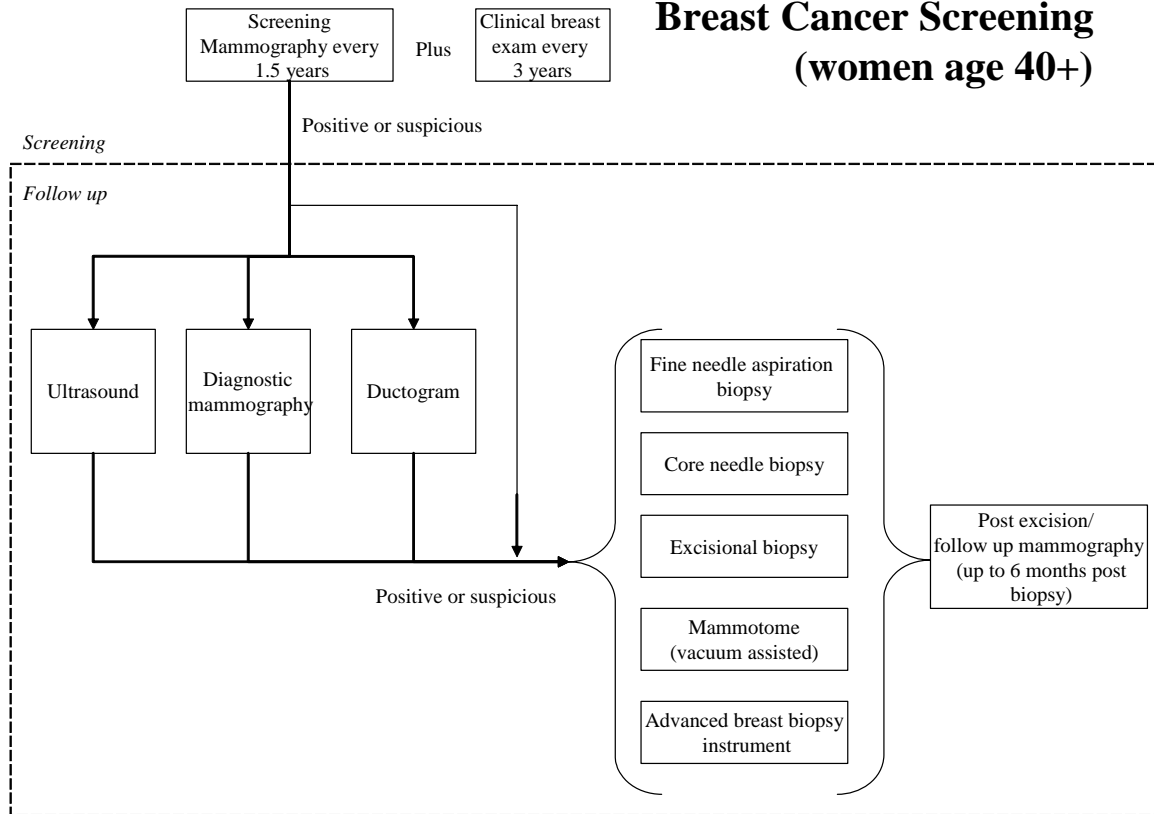 Breast Cancer Screening
(women age 40+)
Screening
Mammography every
1.5 years
Plus
Clinical breast
exam every
3 years
Positive or suspicious
Screening
Follow up
Ultrasound
Diagnostic
mammography
Ductogram
Fine needle aspiration
biopsy
Core needle biopsy
Excisional biopsy
Mammotome
(vacuum assisted)
Advanced breast biopsy
instrument
Positive or suspicious
Post excision/
follow up mammography
(up to 6 months post
biopsy)